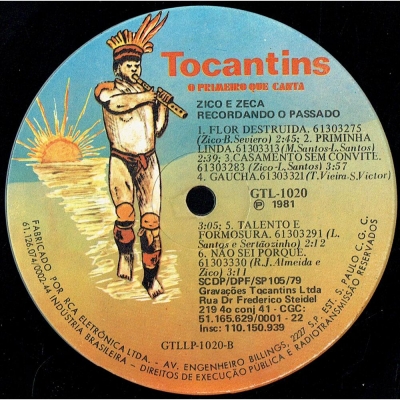 Tocantins
O PRIMEIRO QUE CANTA
ZICO E ZECA
RECORDANDO O PASSADO
1. FLOR DESTRUIDA. 61303275
(Zico-B.Seviero) 2:45; 2. PRIMINHA
LINDA.61303313(M.Santos-L.Santos)
2:39; 3.CASAMENTO SEM CONVITE.
61303283 (Zico-L.Santos) 3:57
4. GAUCHA.61303321(T.Vieira.S,Victor)
GTL-1020
℗ 1981
3:05; 5. TALENTO E
FORMOSURA. 61303291 (L.
Santos e Sertãozinho) 2:12
6. NÃO SEI PORQUE.
61303330 (R.J.Almeida e
Zico) 3:11
SCDP/DPF/SP105/79
Gravações Tocantins Ltda
Rua Dr Frederico Steidel
219 4o conj 41 - CGC:
51.165.629/0001 - 22
Insc: 110.150.939
GTLLP-1020-B
FABRICADO POR RCA ELETRÔNICA LTDA. - AV. ENGENHEIRO BILLINGS, 2227 S.P. EST. S. PAULO C.G.C.
61.126.074/0002-44 INDÚSTRIA BRASILEIRA - DIREITOS DE EXECUÇÃO PÚBLICA E RADIOTRANSMISSÃO RESERVADOS